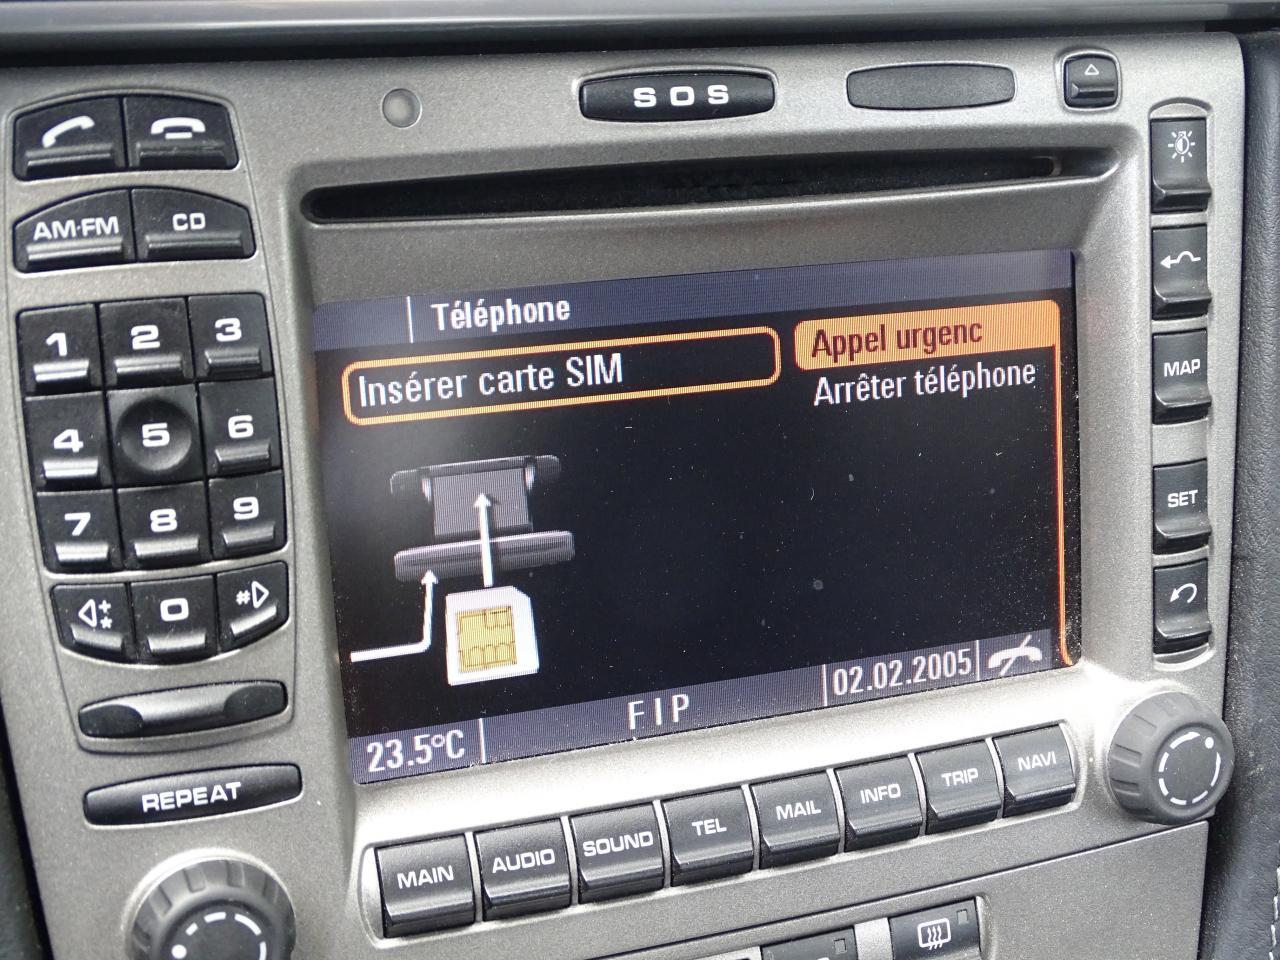 SOS
AM·FM
CD
1
2
3
4
5
6
7
8
9
+
*
0
#
REPEAT
Téléphone
Insérer carte SIM
Appel urgenc
Arrêter téléphone
23.5°C
FIP
02.02.2005
MAP
SET
MAIN
AUDIO
SOUND
TEL
MAIL
INFO
TRIP
NAVI